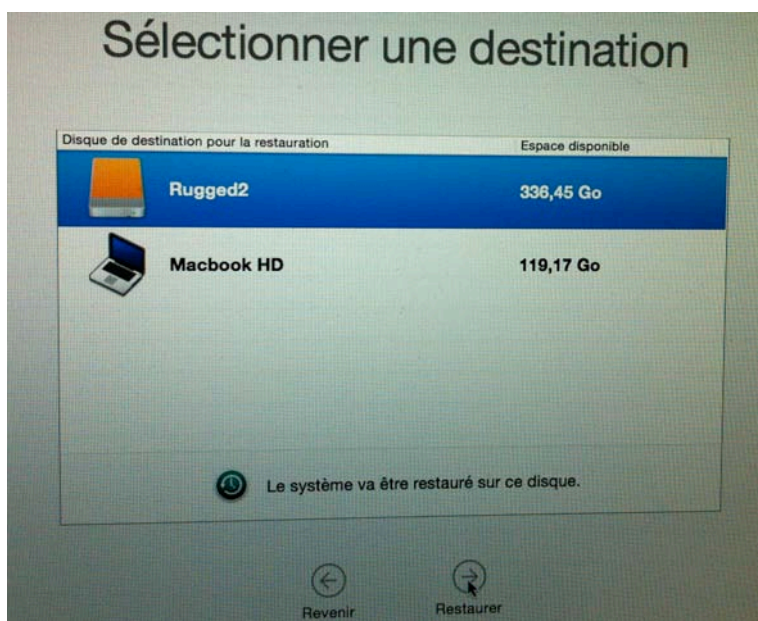 Sélectionner une destination
Disque de destination pour la restauration Espace disponible
Rugged2 336,45 Go
Macbook HD 119,17 Go
Le système va être restauré sur ce disque.
Revenir Restaurer